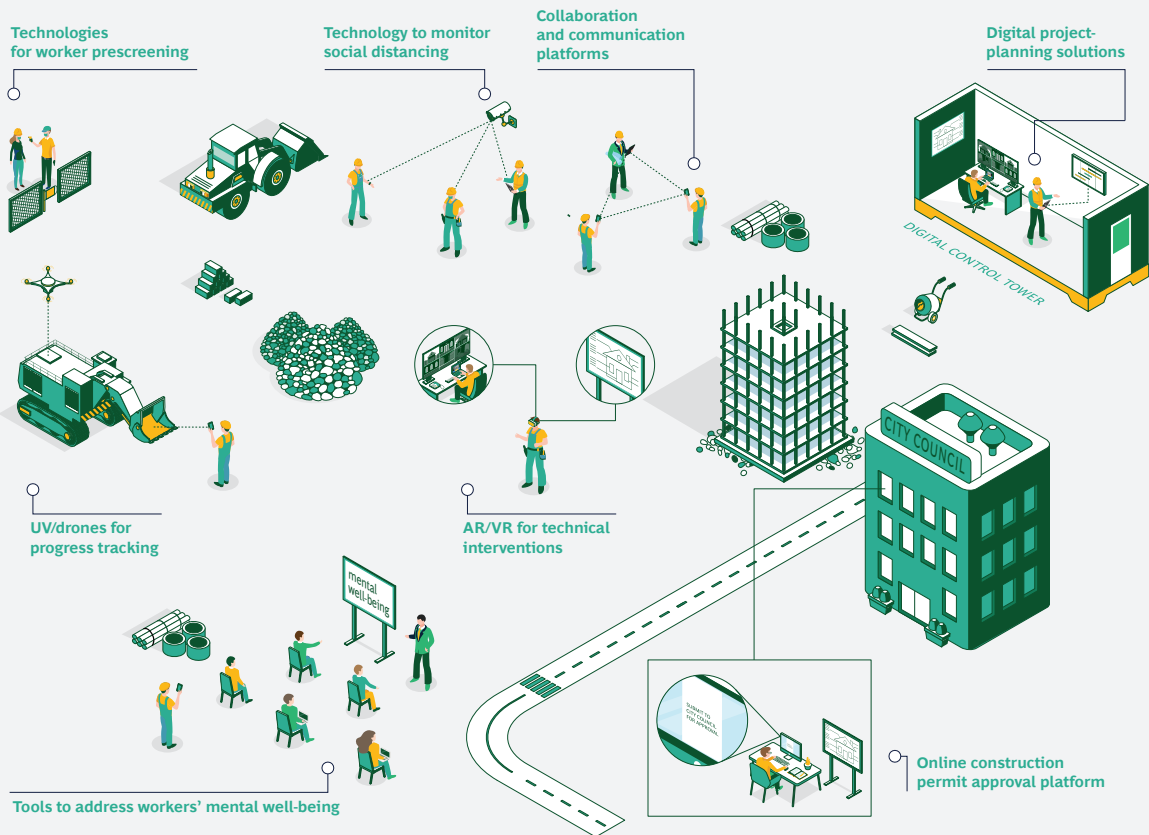 Technologies
for worker prescreening
Technology to monitor
social distancing
Collaboration
and communication
platforms
Digital project-
planning solutions
DIGITAL CONTROL TOWER
CITY COUNCIL
UV/drones for
progress tracking
AR/VR for technical
interventions
mental
well-being
SUBMIT TO
CITY COUNCIL
FOR APPROVAL
Online construction
permit approval platform
Tools to address workers’ mental well-being